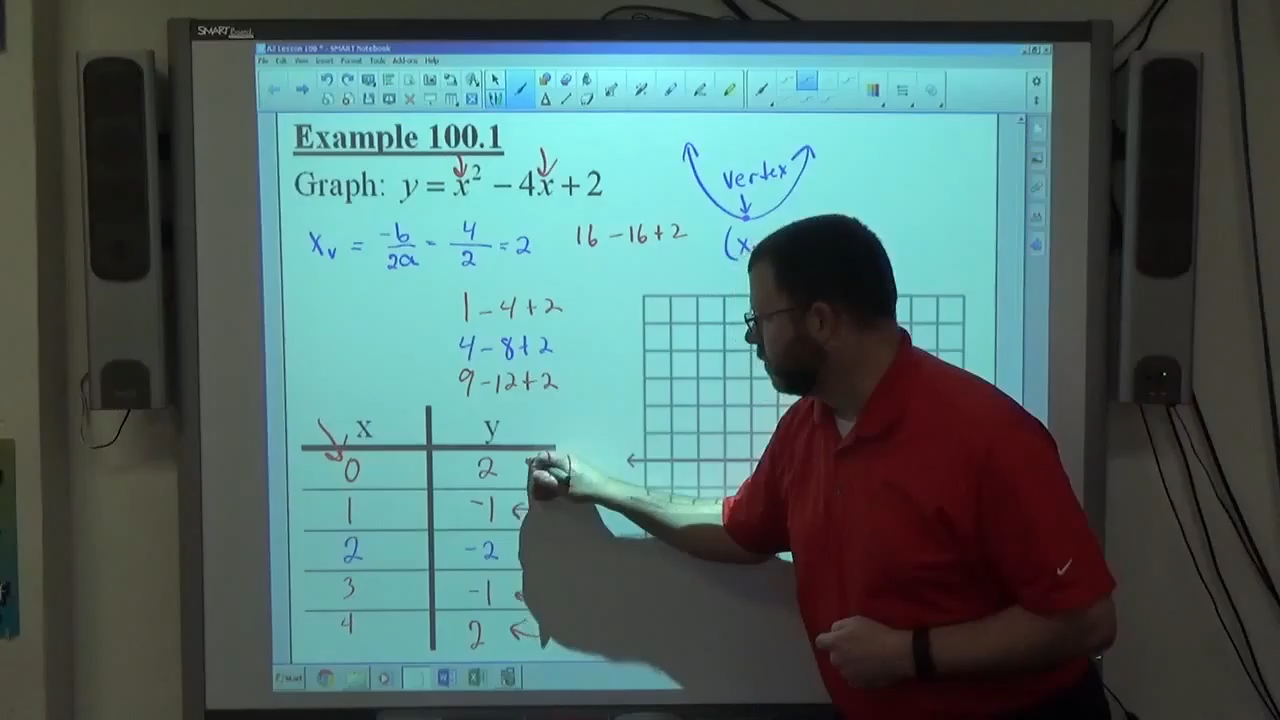 SMART Board
A2 Lesson 100 * - SMART Notebook
File Edit View Insert Format Tools Add-ons Help
Example 100.1
Graph: y = x² − 4x + 2
vertex
(x
Xᵥ = -b/2a = 4/2 = 2
16 - 16 + 2
1 - 4 + 2
4 - 8 + 2
9 - 12 + 2
x y
0 2
1 -1
2 -2
3 -1
4 2